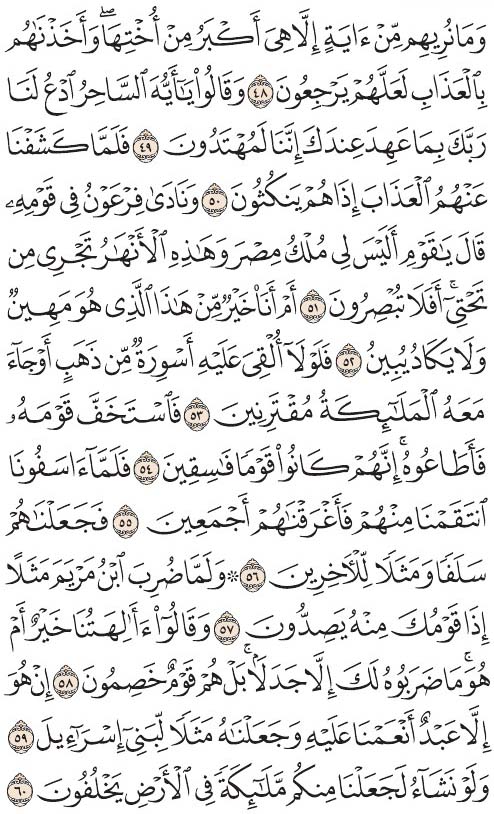 وَمَا نُرِيهِم مِّنْ ءَايَةٍ إِلَّا هِىَ أَكْبَرُ مِنْ أُخْتِهَا ۖ وَأَخَذْنَٰهُم
بِٱلْعَذَابِ لَعَلَّهُمْ يَرْجِعُونَ ٤٨ وَقَالُوا۟ يَٰٓأَيُّهَ ٱلسَّاحِرُ ٱدْعُ لَنَا
رَبَّكَ بِمَا عَهِدَ عِندَكَ إِنَّنَا لَمُهْتَدُونَ ٤٩ فَلَمَّا كَشَفْنَا
عَنْهُمُ ٱلْعَذَابَ إِذَا هُمْ يَنكُثُونَ ٥٠ وَنَادَىٰ فِرْعَوْنُ فِى قَوْمِهِۦ
قَالَ يَٰقَوْمِ أَلَيْسَ لِى مُلْكُ مِصْرَ وَهَٰذِهِ ٱلْأَنْهَٰرُ تَجْرِى مِن
تَحْتِىٓ ۖ أَفَلَا تُبْصِرُونَ ٥١ أَمْ أَنَا۠ خَيْرٌ مِّنْ هَٰذَا ٱلَّذِى هُوَ مَهِينٌ
وَلَا يَكَادُ يُبِينُ ٥٢ فَلَوْلَآ أُلْقِىَ عَلَيْهِ أَسْوِرَةٌ مِّن ذَهَبٍ أَوْ جَآءَ
مَعَهُ ٱلْمَلَٰٓئِكَةُ مُقْتَرِنِينَ ٥٣ فَٱسْتَخَفَّ قَوْمَهُۥ
فَأَطَاعُوهُ ۚ إِنَّهُمْ كَانُوا۟ قَوْمًا فَٰسِقِينَ ٥٤ فَلَمَّآ ءَاسَفُونَا
ٱنتَقَمْنَا مِنْهُمْ فَأَغْرَقْنَٰهُمْ أَجْمَعِينَ ٥٥ فَجَعَلْنَٰهُمْ
سَلَفًا وَمَثَلًا لِّلْءَاخِرِينَ ٥٦ ۞ وَلَمَّا ضُرِبَ ٱبْنُ مَرْيَمَ مَثَلًا
إِذَا قَوْمُكَ مِنْهُ يَصِدُّونَ ٥٧ وَقَالُوٓا۟ ءَأَٰلِهَتُنَا خَيْرٌ أَمْ
هُوَ ۚ مَا ضَرَبُوهُ لَكَ إِلَّا جَدَلًۢا ۚ بَلْ هُمْ قَوْمٌ خَصِمُونَ ٥٨ إِنْ هُوَ
إِلَّا عَبْدٌ أَنْعَمْنَا عَلَيْهِ وَجَعَلْنَٰهُ مَثَلًا لِّبَنِىٓ إِسْرَٰٓءِيلَ ٥٩
وَلَوْ نَشَآءُ لَجَعَلْنَا مِنكُم مَّلَٰٓئِكَةً فِى ٱلْأَرْضِ يَخْلُفُونَ ٦٠